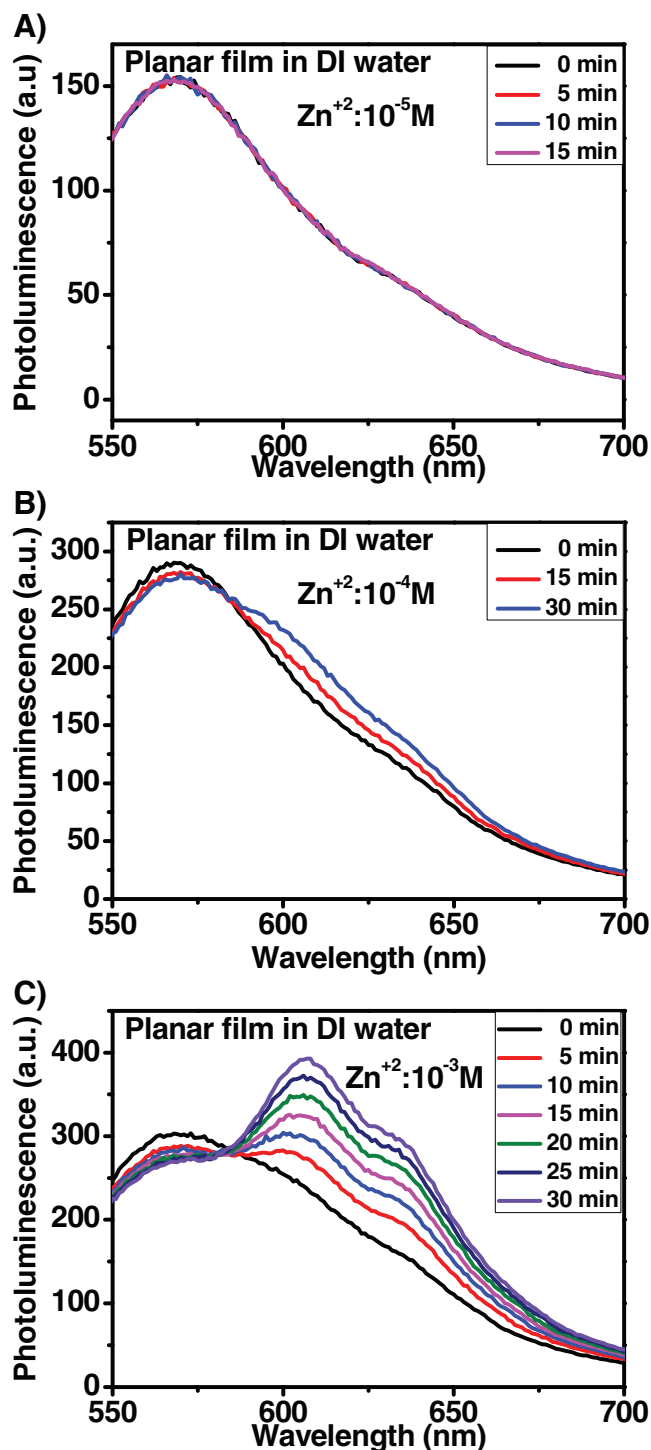 A)
Planar film in DI water
Zn⁺²:10⁻⁵M
0 min
5 min
10 min
15 min
Photoluminescence (a.u)
150
100
50
0
550
600
650
700
Wavelength (nm)
B)
Planar film in DI water
Zn⁺²:10⁻⁴M
0 min
15 min
30 min
Photoluminescence (a.u.)
300
250
200
150
100
50
0
550
600
650
700
Wavelength (nm)
C)
Planar film in DI water
Zn⁺²:10⁻³M
0 min
5 min
10 min
15 min
20 min
25 min
30 min
Photoluminescence (a.u.)
400
300
200
100
0
550
600
650
700
Wavelength (nm)